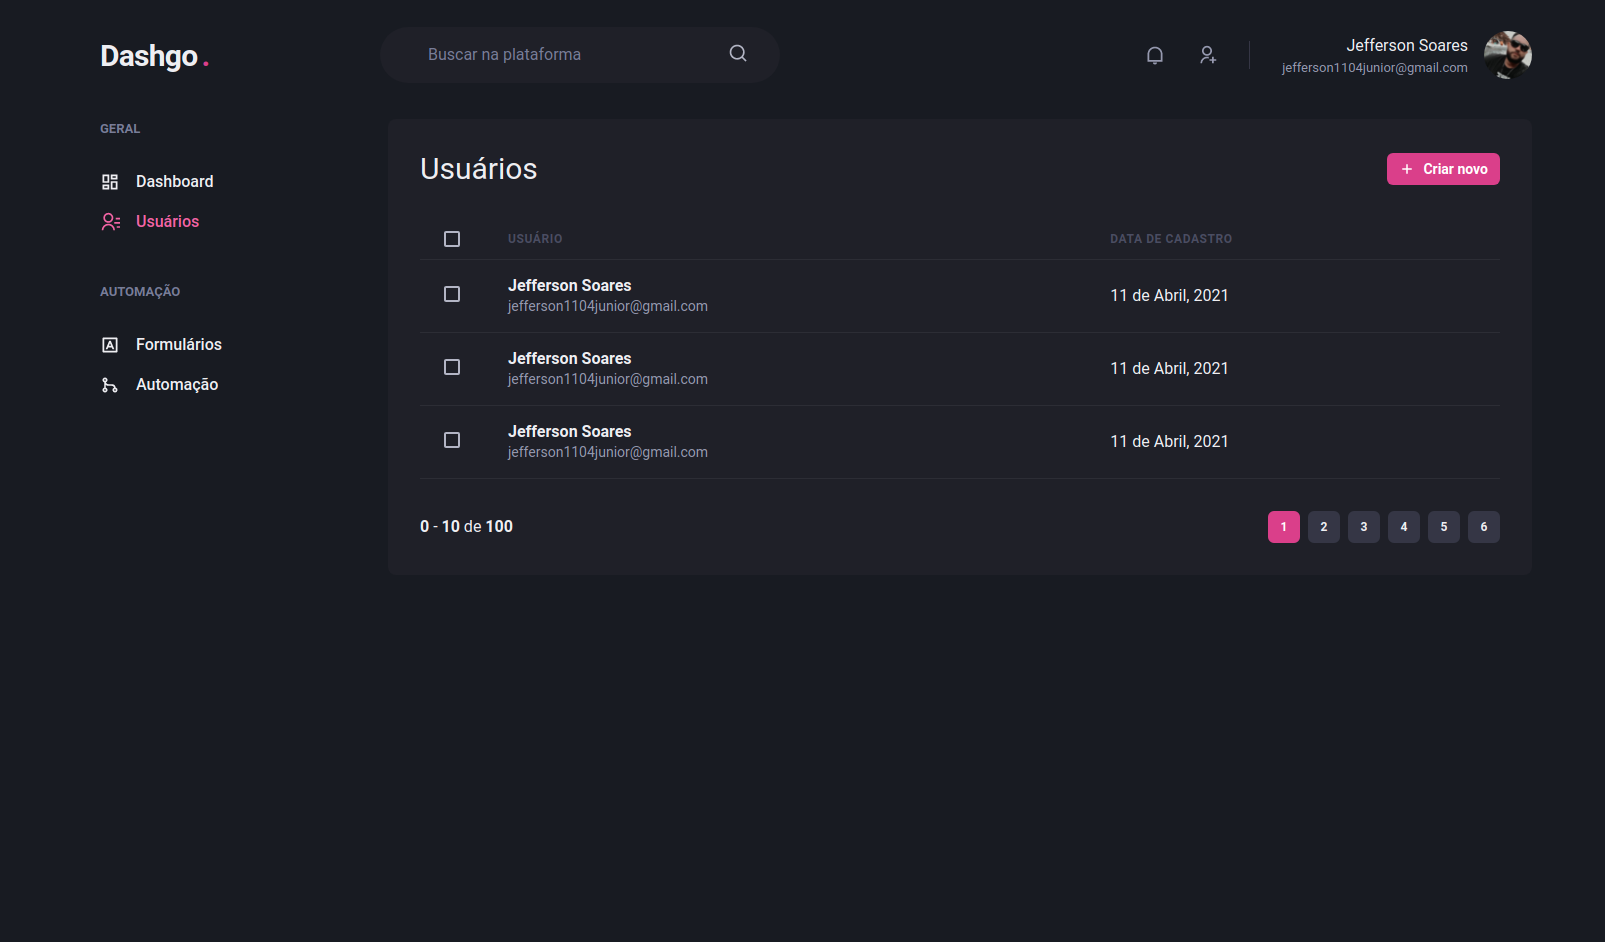 Dashgo.
Buscar na plataforma
Jefferson Soares
jefferson1104junior@gmail.com
GERAL
Dashboard
Usuários
AUTOMAÇÃO
Formulários
Automação
Usuários
+ Criar novo
USUÁRIO DATA DE CADASTRO
Jefferson Soares
jefferson1104junior@gmail.com
11 de Abril, 2021
Jefferson Soares
jefferson1104junior@gmail.com
11 de Abril, 2021
Jefferson Soares
jefferson1104junior@gmail.com
11 de Abril, 2021
0 - 10 de 100
1 2 3 4 5 6